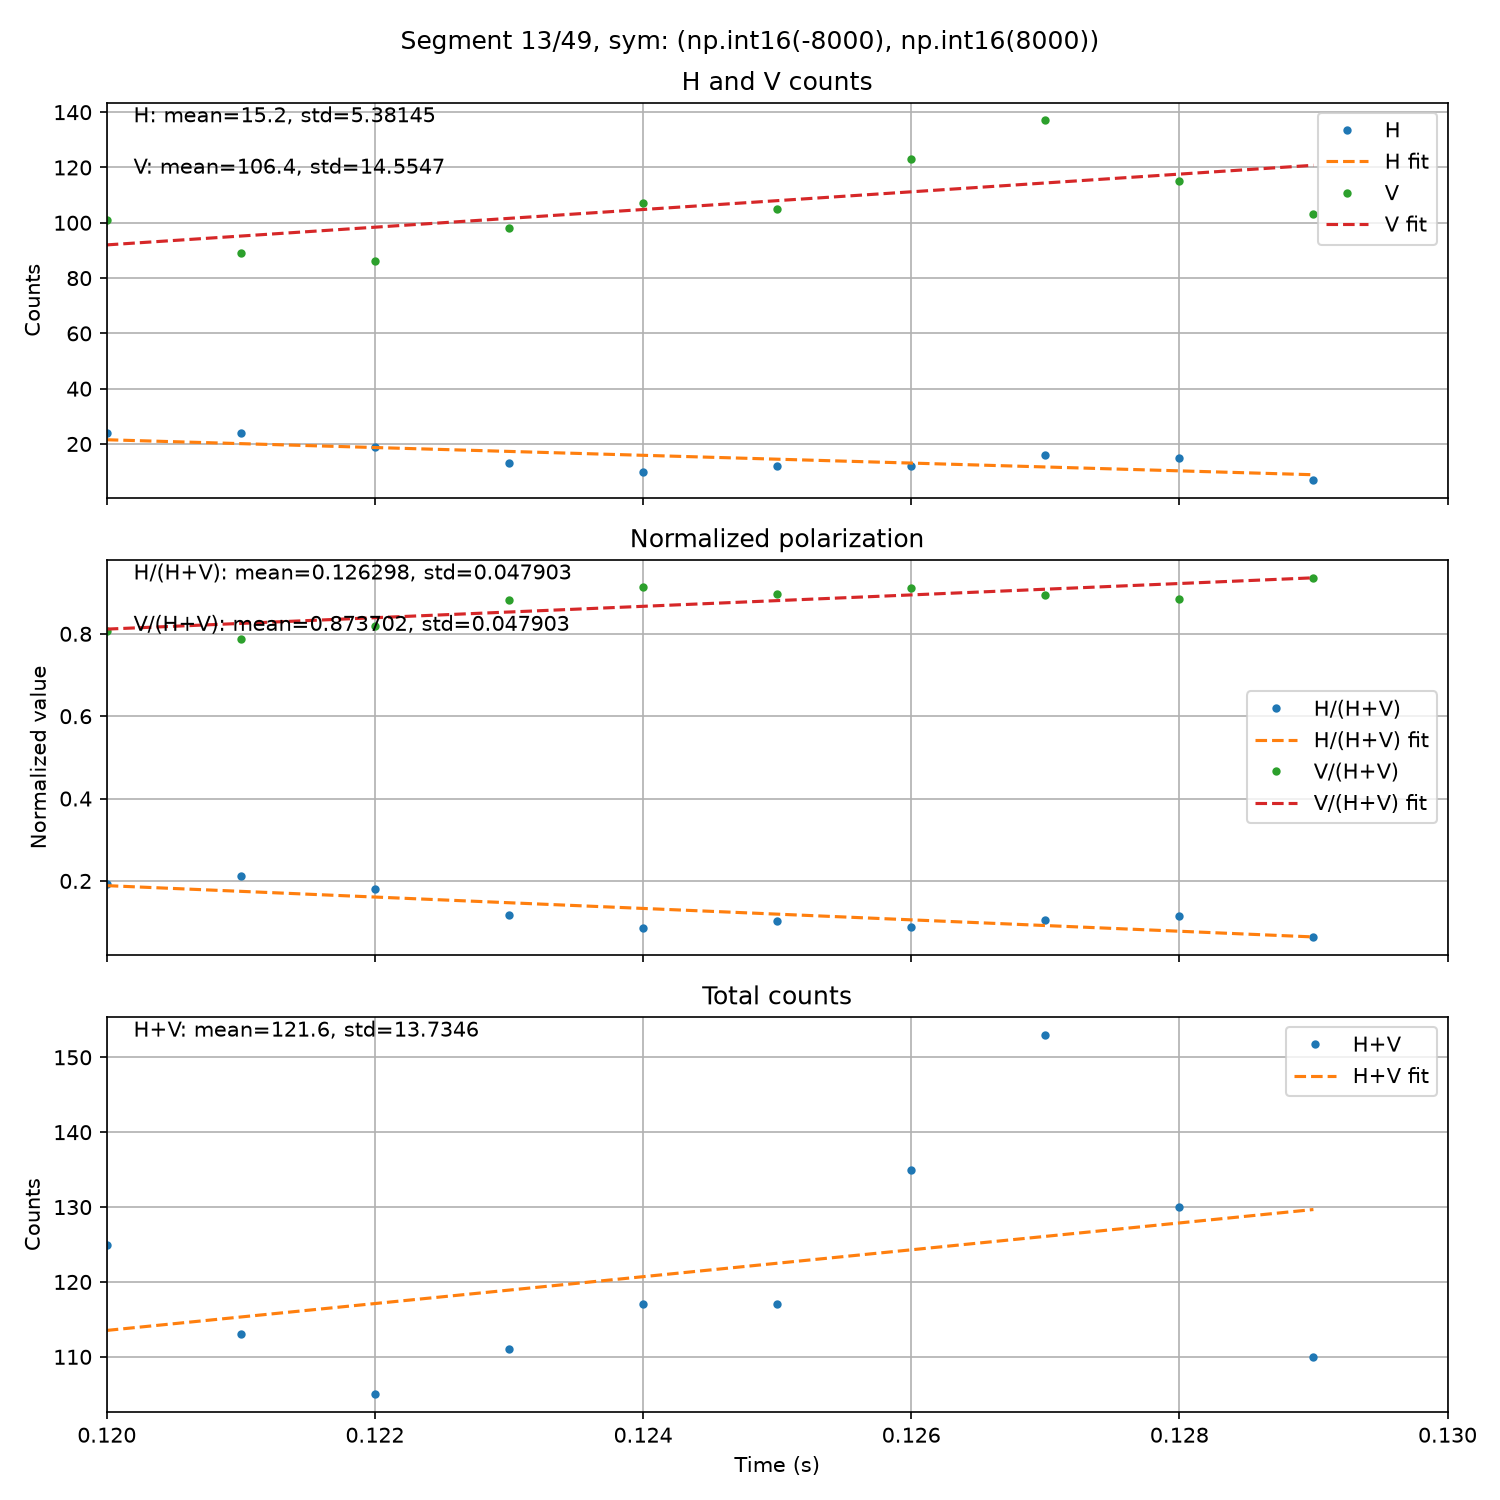 Segment 13/49, sym: (np.int16(-8000), np.int16(8000))
H and V counts
H: mean=15.2, std=5.38145
V: mean=106.4, std=14.5547
H
H fit
V
V fit
140
120
100
80
60
40
20
Counts
Normalized polarization
H/(H+V): mean=0.126298, std=0.047903
V/(H+V): mean=0.873702, std=0.047903
H/(H+V)
H/(H+V) fit
V/(H+V)
V/(H+V) fit
0.8
0.6
0.4
0.2
Normalized value
Total counts
H+V: mean=121.6, std=13.7346
H+V
H+V fit
150
140
130
120
110
Counts
0.120
0.122
0.124
0.126
0.128
0.130
Time (s)